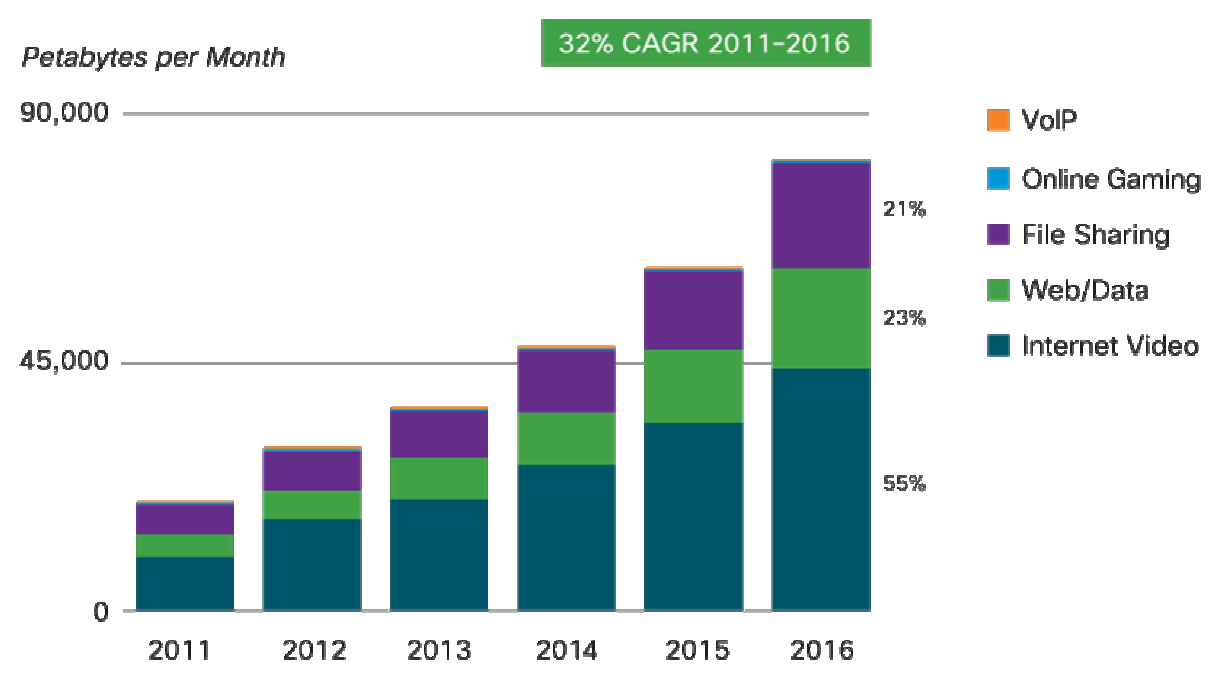 32% CAGR 2011–2016
Petabytes per Month
90,000
VoIP
Online Gaming
21%
File Sharing
Web/Data
23%
45,000
Internet Video
55%
0
2011 2012 2013 2014 2015 2016